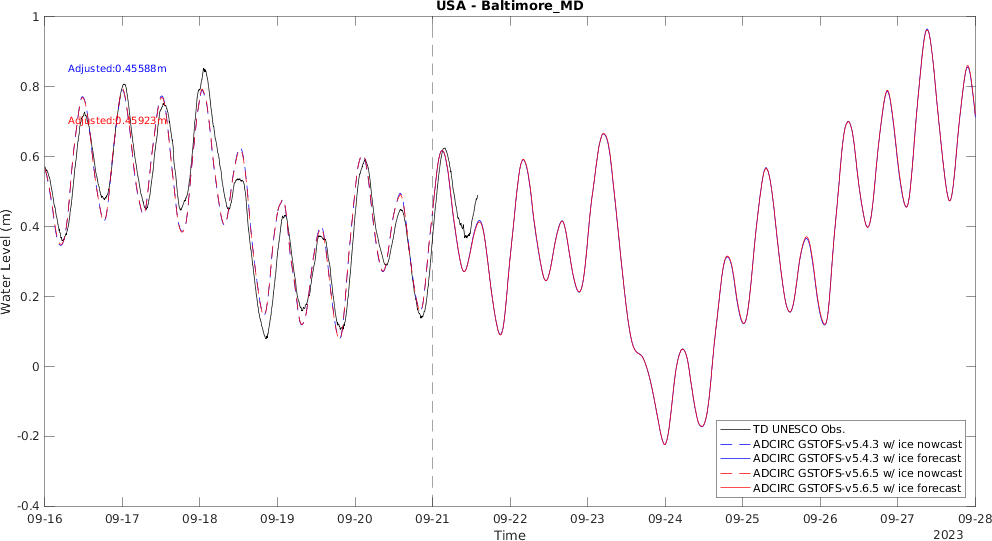 USA - Baltimore_MD
1
0.8
0.6
0.4
0.2
0
-0.2
-0.4
Water Level (m)
Adjusted:0.45588m
Adjusted:0.45923m
TD UNESCO Obs.
ADCIRC GSTOFS-v5.4.3 w/ ice nowcast
ADCIRC GSTOFS-v5.4.3 w/ ice forecast
ADCIRC GSTOFS-v5.6.5 w/ ice nowcast
ADCIRC GSTOFS-v5.6.5 w/ ice forecast
09-16 09-17 09-18 09-19 09-20 09-21 09-22 09-23 09-24 09-25 09-26 09-27 09-28
Time
2023